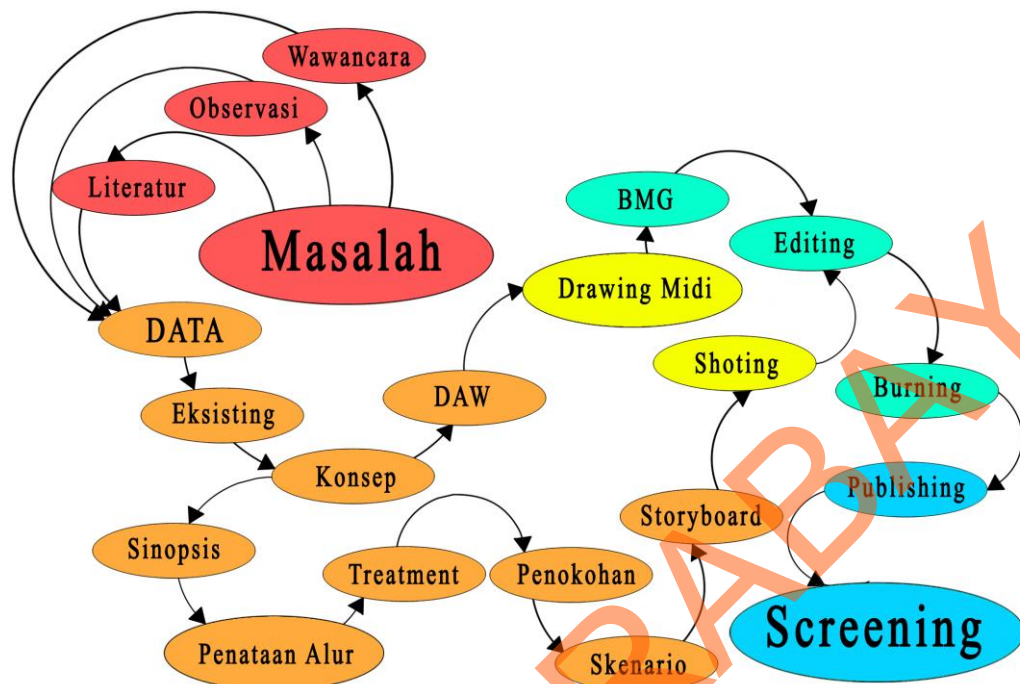 Wawancara
Observasi
Literatur
Masalah
DATA
Eksisting
Konsep
DAW
Drawing Midi
BMG
Editing
Shoting
Burning
Publishing
Screening
Sinopsis
Penataan Alur
Treatment
Penokohan
Skenario
Storyboard
RABAY